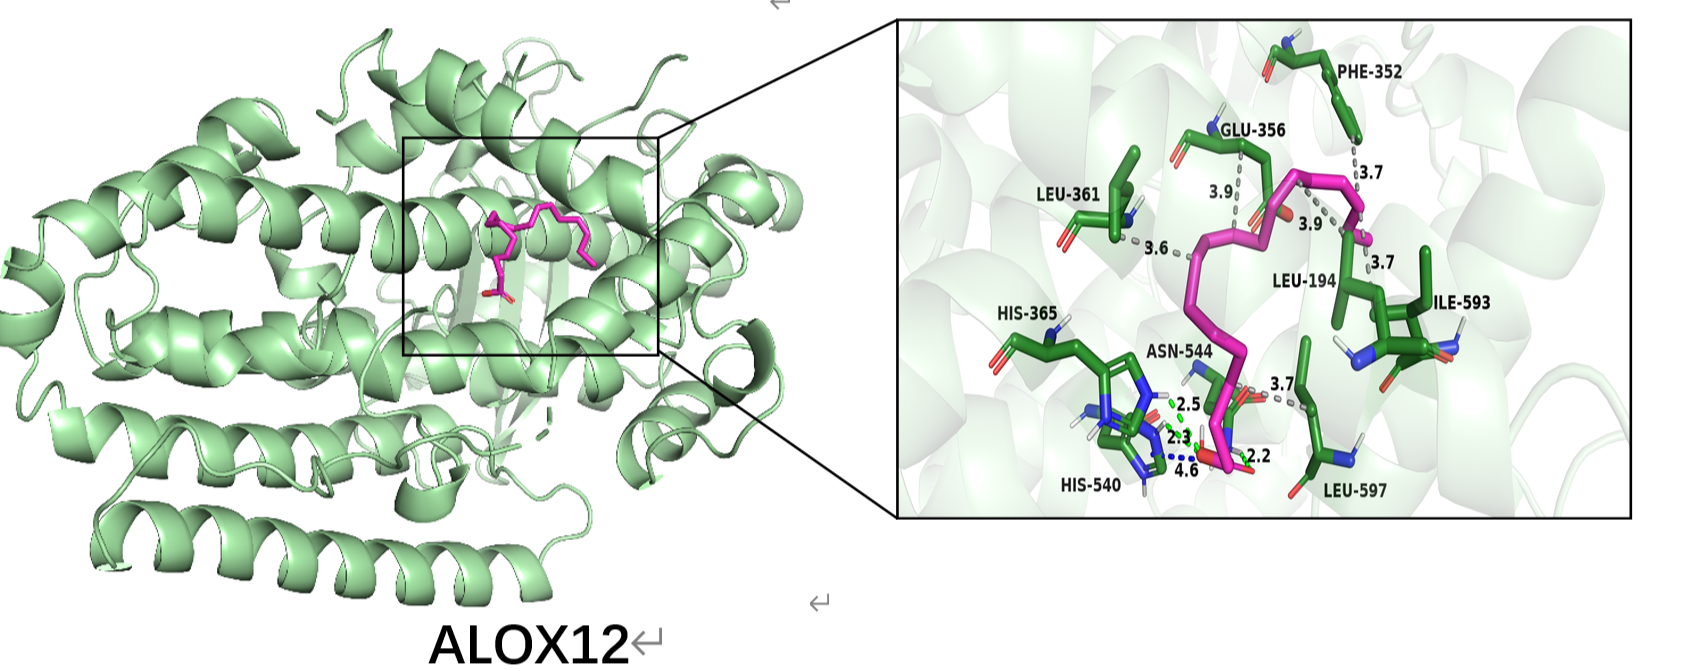 PHE-352
GLU-356
3.7
LEU-361
3.9
3.9
3.6
3.7
LEU-194
ILE-593
HIS-365
ASN-544
3.7
2.5
2.3
2.2
4.6
HIS-540
LEU-597
ALOX12